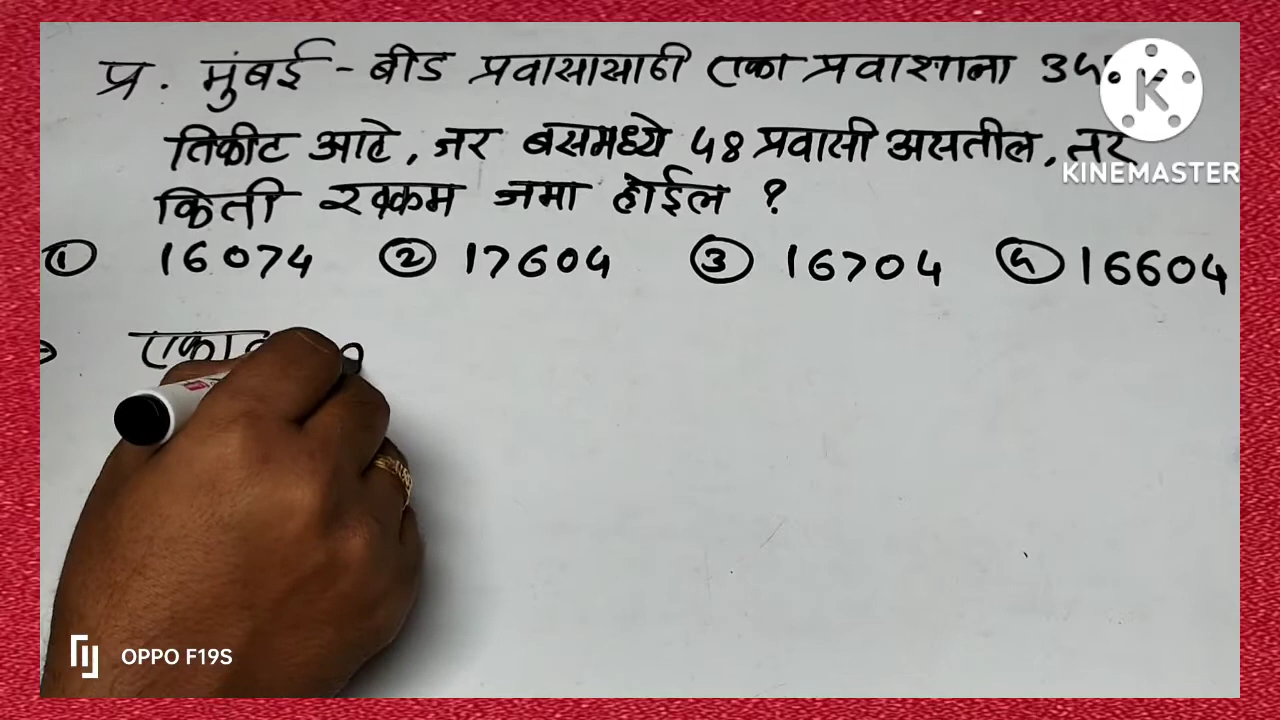 प्र. मुंबई - बीड प्रवासासाठी एका प्रवाशाला
तिकीट आहे, जर बसमध्ये 48 प्रवासी असतील, तर
किती रक्कम जमा होईल ?
① 16074 ② 17604 ③ 16704 ④ 16604
KINEMASTER
OPPO F19S